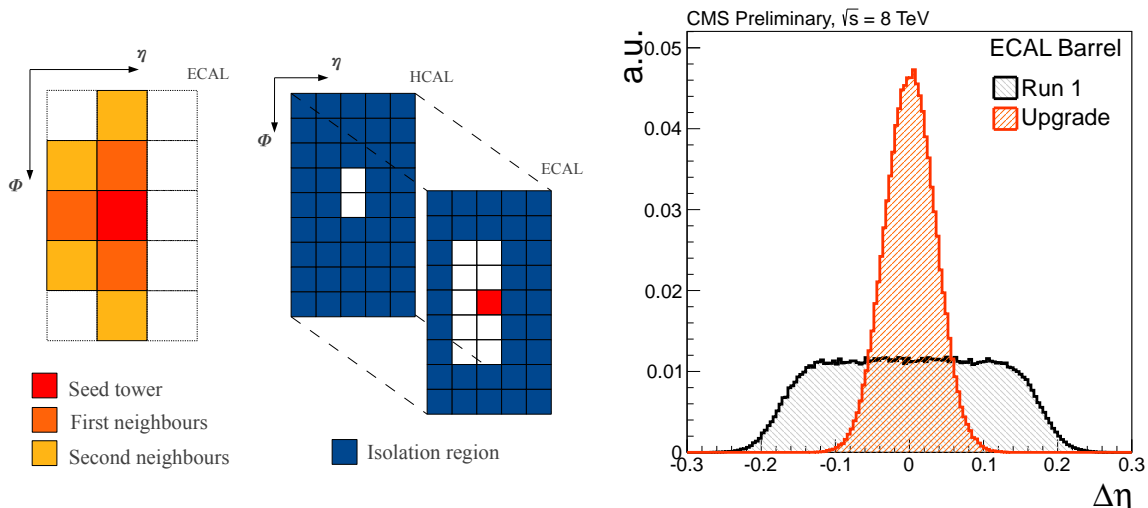 η
ECAL
Φ
Seed tower
First neighbours
Second neighbours
η
HCAL
Φ
ECAL
Isolation region
CMS Preliminary, √s = 8 TeV
a.u.
0.05
0.04
0.03
0.02
0.01
0
ECAL Barrel
Run 1
Upgrade
-0.3 -0.2 -0.1 0 0.1 0.2 0.3
Δη